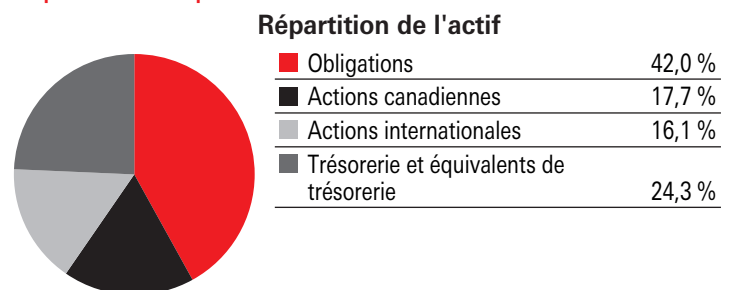 Répartition de l'actif
Obligations 42,0 %
Actions canadiennes 17,7 %
Actions internationales 16,1 %
Trésorerie et équivalents de
trésorerie 24,3 %